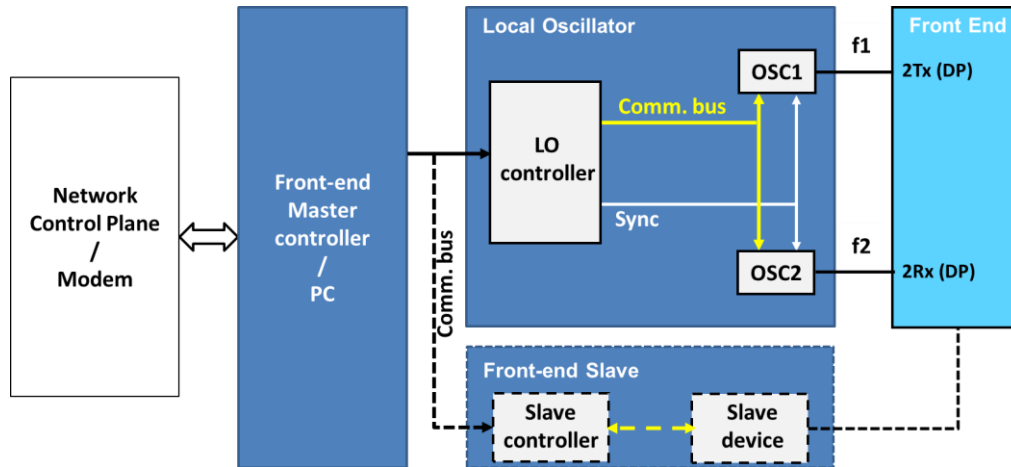 Network
Control Plane
/
Modem
Front-end
Master
controller
/
PC
Comm. bus
Local Oscillator
LO
controller
Comm. bus
Sync
OSC1
OSC2
f1
f2
Front End
2Tx (DP)
2Rx (DP)
Front-end Slave
Slave
controller
Slave
device